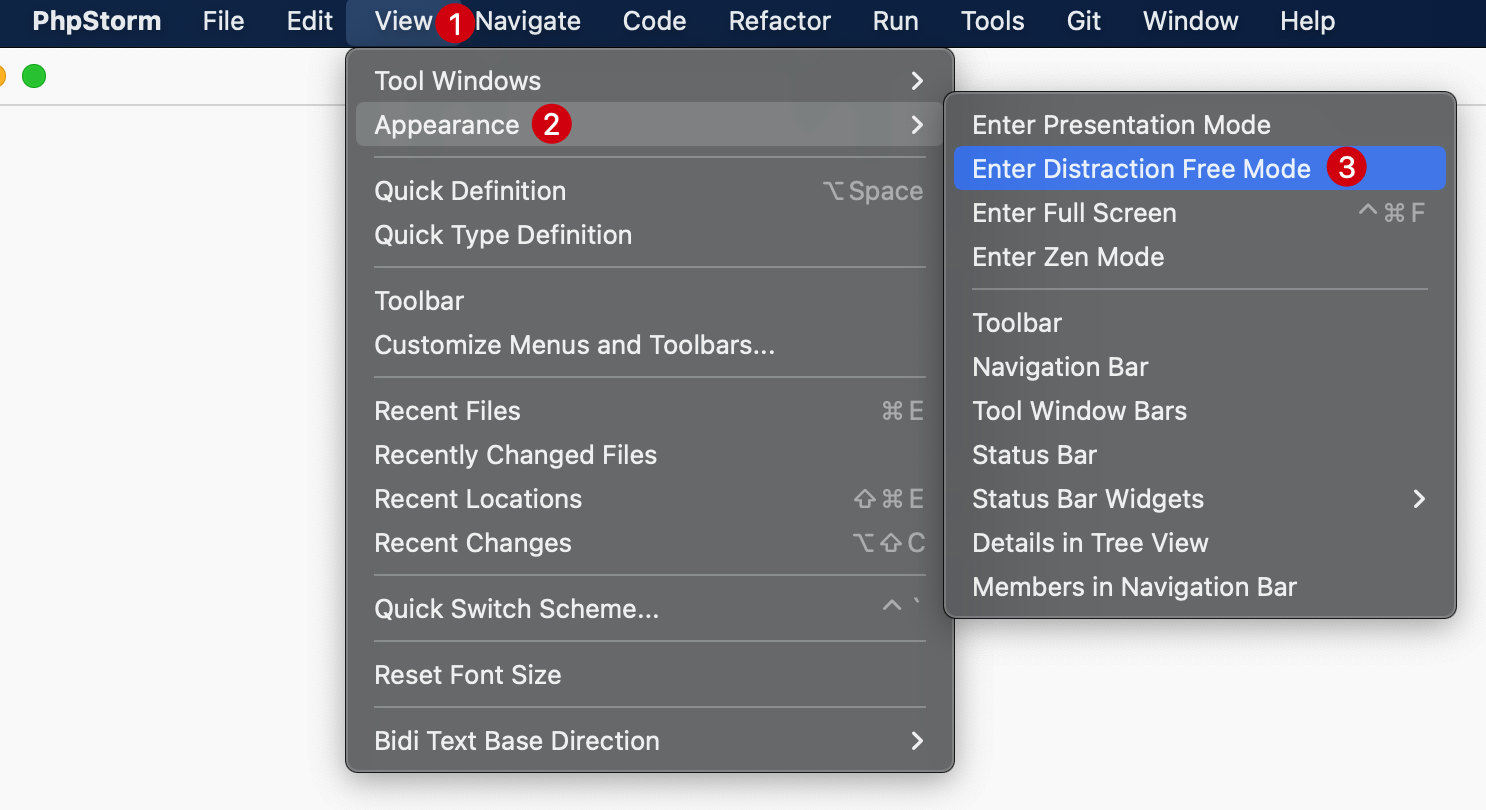 PhpStorm File Edit View 1 Navigate Code Refactor Run Tools Git Window Help
Tool Windows
Appearance 2
Quick Definition ⌥Space
Quick Type Definition
Toolbar
Customize Menus and Toolbars...
Recent Files ⌘E
Recently Changed Files
Recent Locations ⇧⌘E
Recent Changes ⌥⇧C
Quick Switch Scheme... ^`
Reset Font Size
Bidi Text Base Direction
Enter Presentation Mode
Enter Distraction Free Mode 3
Enter Full Screen ^⌘F
Enter Zen Mode
Toolbar
Navigation Bar
Tool Window Bars
Status Bar
Status Bar Widgets
Details in Tree View
Members in Navigation Bar